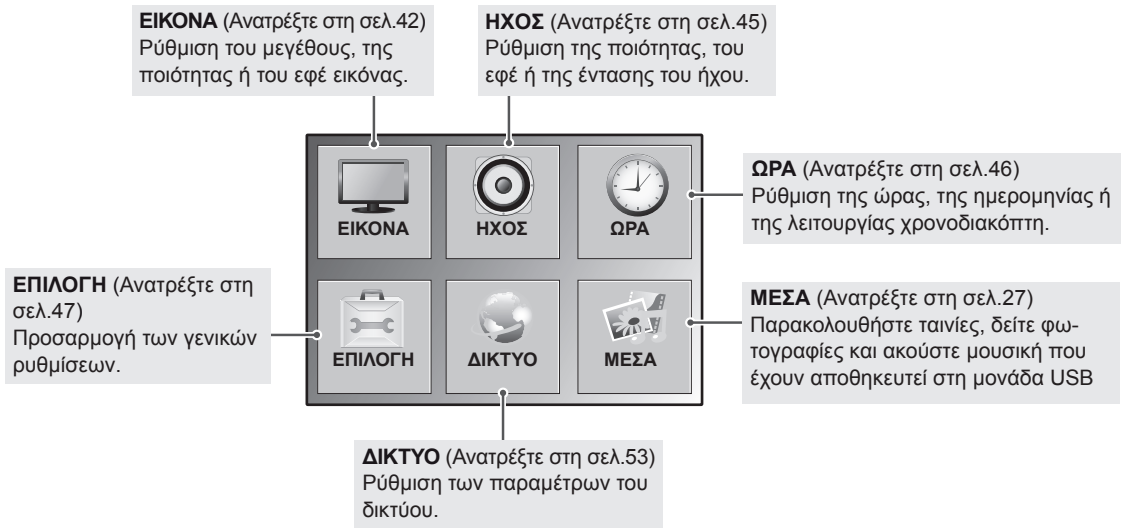 ΕΙΚΟΝΑ (Ανατρέξτε στη σελ.42)
Ρύθμιση του μεγέθους, της
ποιότητας ή του εφέ εικόνας.
ΗΧΟΣ (Ανατρέξτε στη σελ.45)
Ρύθμιση της ποιότητας, του
εφέ ή της έντασης του ήχου.
ΕΙΚΟΝΑ
ΗΧΟΣ
ΩΡΑ
ΩΡΑ (Ανατρέξτε στη σελ.46)
Ρύθμιση της ώρας, της ημερομηνίας ή
της λειτουργίας χρονοδιακόπτη.
ΕΠΙΛΟΓΗ (Ανατρέξτε στη
σελ.47)
Προσαρμογή των γενικών
ρυθμίσεων.
ΕΠΙΛΟΓΗ
ΔΙΚΤΥΟ
ΜΕΣΑ
ΜΕΣΑ (Ανατρέξτε στη σελ.27)
Παρακολουθήστε ταινίες, δείτε φω-
τογραφίες και ακούστε μουσική που
έχουν αποθηκευτεί στη μονάδα USB
ΔΙΚΤΥΟ (Ανατρέξτε στη σελ.53)
Ρύθμιση των παραμέτρων του
δικτύου.